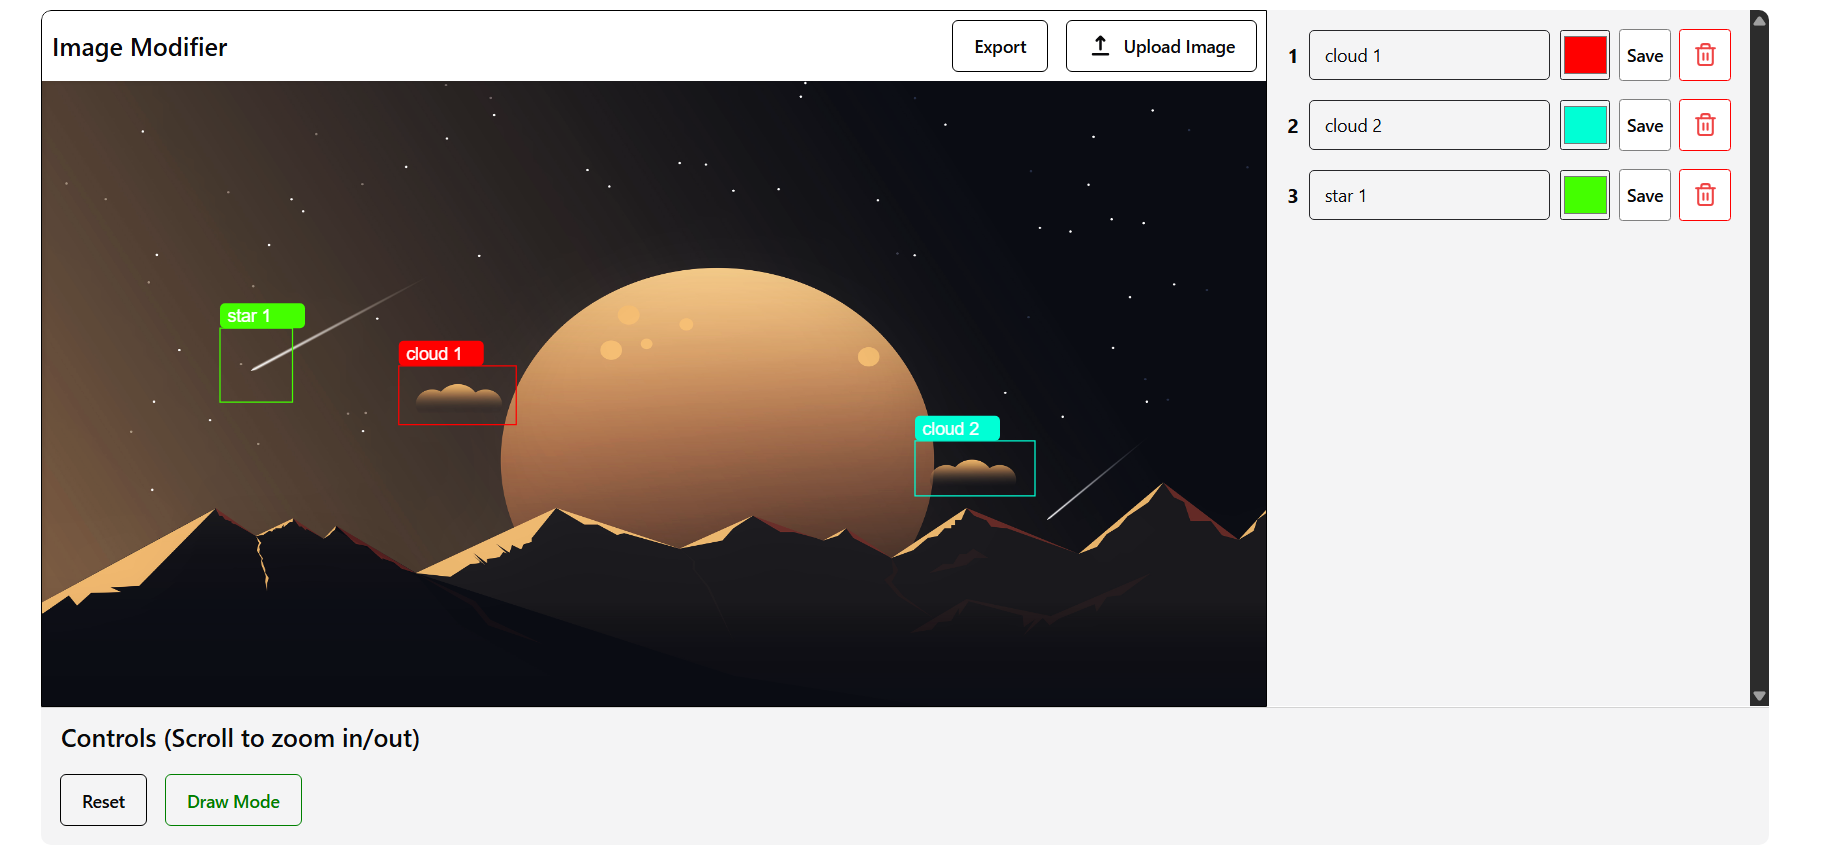 Image Modifier
Export
Upload Image
star 1
cloud 1
cloud 2
1 cloud 1 Save
2 cloud 2 Save
3 star 1 Save
Controls (Scroll to zoom in/out)
Reset
Draw Mode